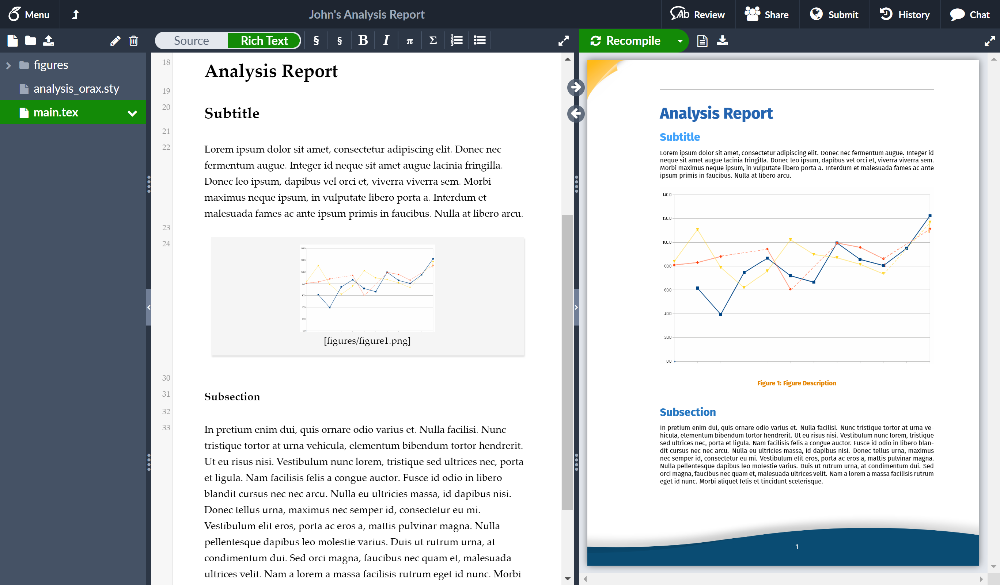 Menu
John's Analysis Report
Review
Share
Submit
History
Chat
Source
Rich Text
§
§
B
I
π
Σ
Recompile
figures
analysis_orax.sty
main.tex
18
Analysis Report
19
20
Subtitle
21
22
Lorem ipsum dolor sit amet, consectetur adipiscing elit. Donec nec
fermentum augue. Integer id neque sit amet augue lacinia fringilla.
Donec leo ipsum, dapibus vel orci et, viverra viverra sem. Morbi
maximus neque ipsum, in vulputate libero porta a. Interdum et
malesuada fames ac ante ipsum primis in faucibus. Nulla at libero arcu.
23
24
[figures/figure1.png]
30
31
Subsection
32
33
In pretium enim dui, quis ornare odio varius et. Nulla facilisi. Nunc
tristique tortor at urna vehicula, elementum bibendum tortor hendrerit.
Ut eu risus nisi. Vestibulum nunc lorem, tristique sed ultrices nec, porta
et ligula. Nam facilisis felis a congue auctor. Fusce id odio in libero
blandit cursus nec nec arcu. Nulla eu ultricies massa, id dapibus nisi.
Donec tellus urna, maximus nec semper id, consectetur eu mi.
Vestibulum elit eros, porta ac eros a, mattis pulvinar magna. Nulla
pellentesque dapibus leo molestie varius. Duis ut rutrum urna, at
condimentum dui. Sed orci magna, faucibus nec quam et, malesuada
ultrices velit. Nam a lorem a massa facilisis rutrum eget id nunc. Morbi
Analysis Report
Subtitle
Lorem ipsum dolor sit amet, consectetur adipiscing elit. Donec nec fermentum augue. Integer id
neque sit amet augue lacinia fringilla. Donec leo ipsum, dapibus vel orci et, viverra viverra sem.
Morbi maximus neque ipsum, in vulputate libero porta a. Interdum et malesuada fames ac ante
ipsum primis in faucibus. Nulla at libero arcu.
140.0
120.0
100.0
80.0
60.0
40.0
20.0
0.0
Figure 1: Figure Description
Subsection
In pretium enim dui, quis ornare odio varius et. Nulla facilisi. Nunc tristique tortor at urna ve-
hicula, elementum bibendum tortor hendrerit. Ut eu risus nisi. Vestibulum nunc lorem, tristique
sed ultrices nec, porta et ligula. Nam facilisis felis a congue auctor. Fusce id odio in libero blan-
dit cursus nec nec arcu. Nulla eu ultricies massa, id dapibus nisi. Donec tellus urna, maximus
nec semper id, consectetur eu mi. Vestibulum elit eros, porta ac eros a, mattis pulvinar magna.
Nulla pellentesque dapibus leo molestie varius. Duis ut rutrum urna, at condimentum dui. Sed
orci magna, faucibus nec quam et, malesuada ultrices velit. Nam a lorem a massa facilisis rutrum
eget id nunc. Morbi aliquet felis et tincidunt scelerisque.
1